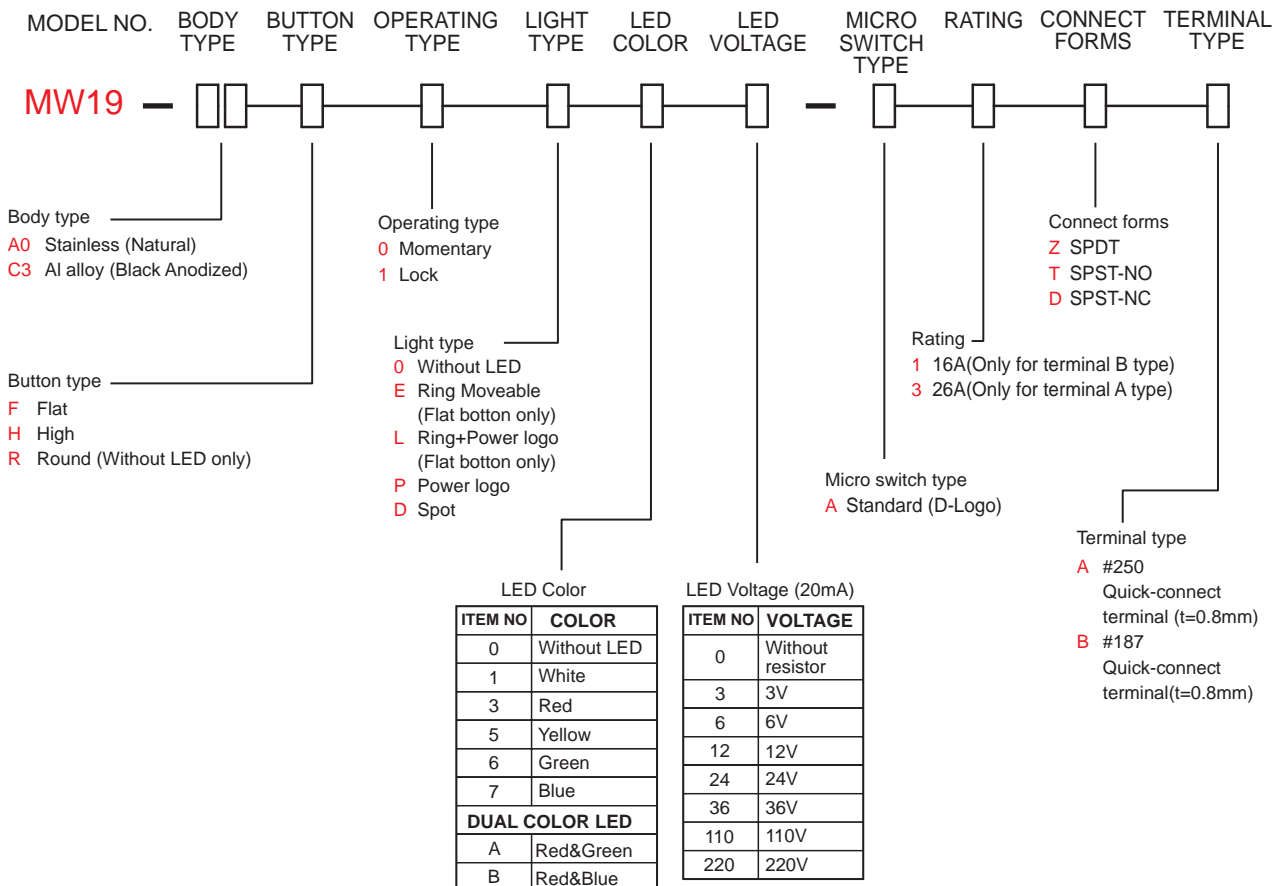 MODEL NO.
BODY
TYPE
BUTTON
TYPE
OPERATING
TYPE
LIGHT
TYPE
LED
COLOR
LED
VOLTAGE
MICRO
SWITCH
TYPE
RATING
CONNECT
FORMS
TERMINAL
TYPE
MW19
Body type
A0 Stainless (Natural)
C3 Al alloy (Black Anodized)
Button type
F Flat
H High
R Round (Without LED only)
Operating type
0 Momentary
1 Lock
Light type
0 Without LED
E Ring Moveable
(Flat botton only)
L Ring+Power logo
(Flat botton only)
P Power logo
D Spot
LED Color
ITEM NO COLOR
0 Without LED
1 White
3 Red
5 Yellow
6 Green
7 Blue
DUAL COLOR LED
A Red&Green
B Red&Blue
LED Voltage (20mA)
ITEM NO VOLTAGE
0 Without
resistor
3 3V
6 6V
12 12V
24 24V
36 36V
110 110V
220 220V
Micro switch type
A Standard (D-Logo)
Rating
1 16A(Only for terminal B type)
3 26A(Only for terminal A type)
Connect forms
Z SPDT
T SPST-NO
D SPST-NC
Terminal type
A #250
Quick-connect
terminal (t=0.8mm)
B #187
Quick-connect
terminal(t=0.8mm)